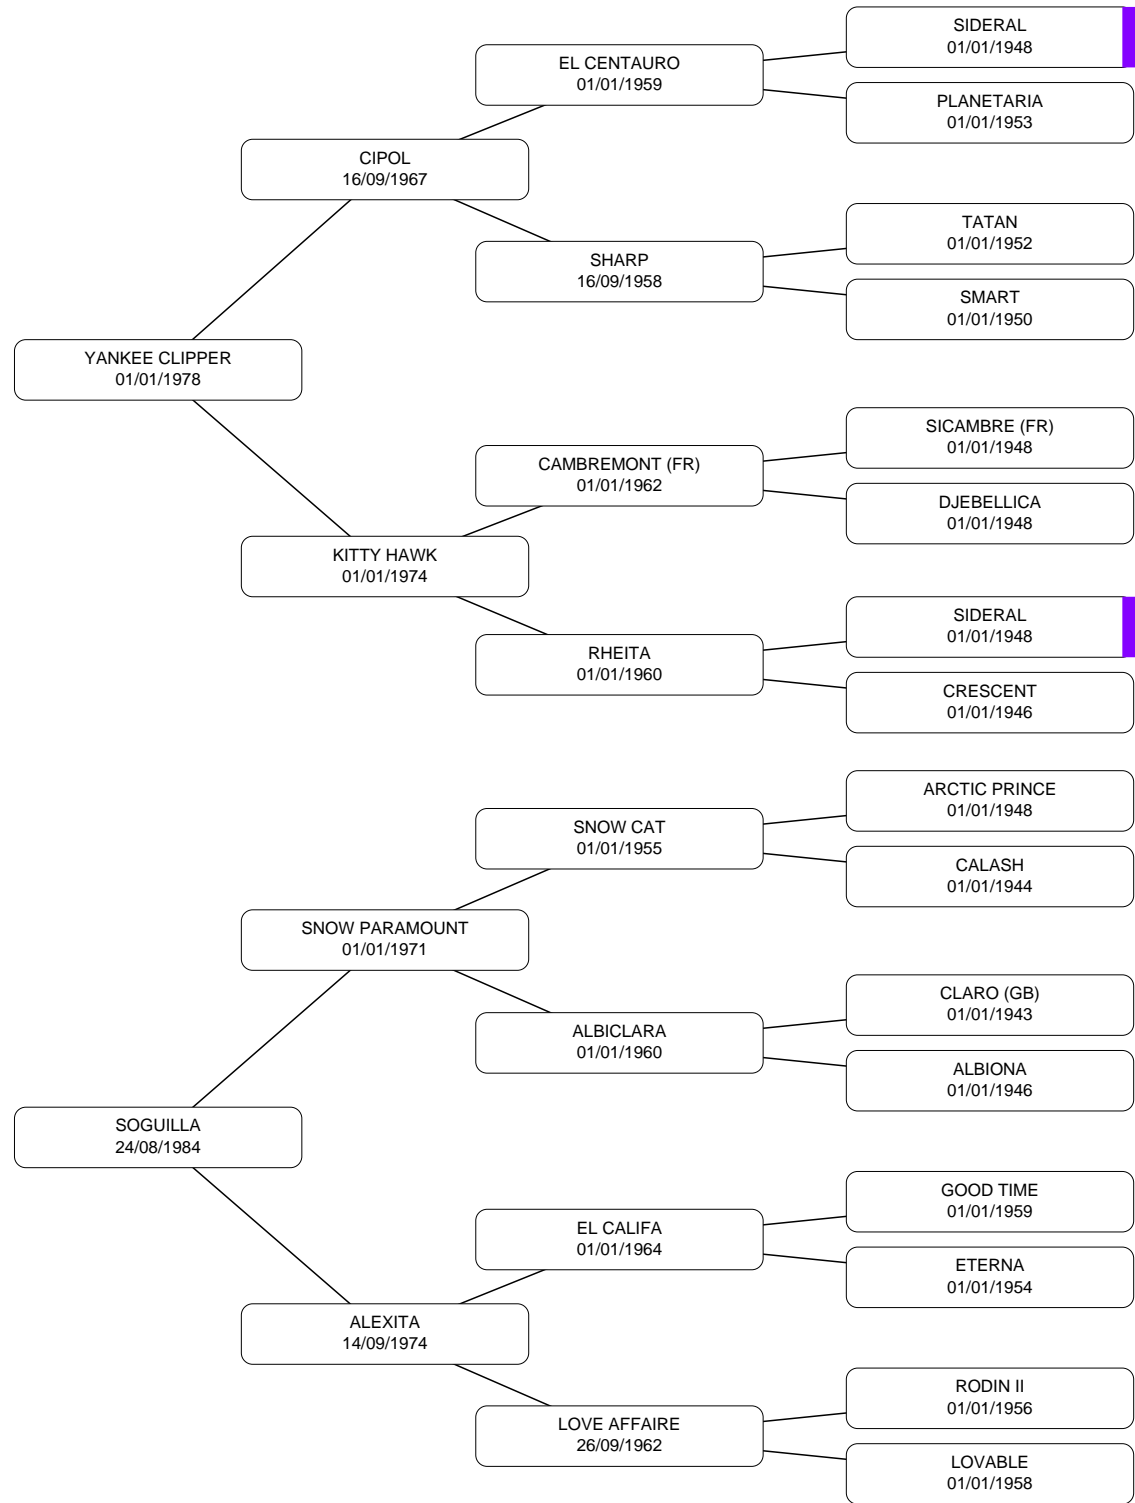 SIDERAL
01/01/1948
EL CENTAURO
01/01/1959
PLANETARIA
01/01/1953
CIPOL
16/09/1967
TATAN
01/01/1952
SHARP
16/09/1958
SMART
01/01/1950
YANKEE CLIPPER
01/01/1978
SICAMBRE (FR)
01/01/1948
CAMBREMONT (FR)
01/01/1962
DJEBELLICA
01/01/1948
KITTY HAWK
01/01/1974
SIDERAL
01/01/1948
RHEITA
01/01/1960
CRESCENT
01/01/1946
ARCTIC PRINCE
01/01/1948
SNOW CAT
01/01/1955
CALASH
01/01/1944
SNOW PARAMOUNT
01/01/1971
CLARO (GB)
01/01/1943
ALBICLARA
01/01/1960
ALBIONA
01/01/1946
SOGUILLA
24/08/1984
GOOD TIME
01/01/1959
EL CALIFA
01/01/1964
ETERNA
01/01/1954
ALEXITA
14/09/1974
RODIN II
01/01/1956
LOVE AFFAIRE
26/09/1962
LOVABLE
01/01/1958